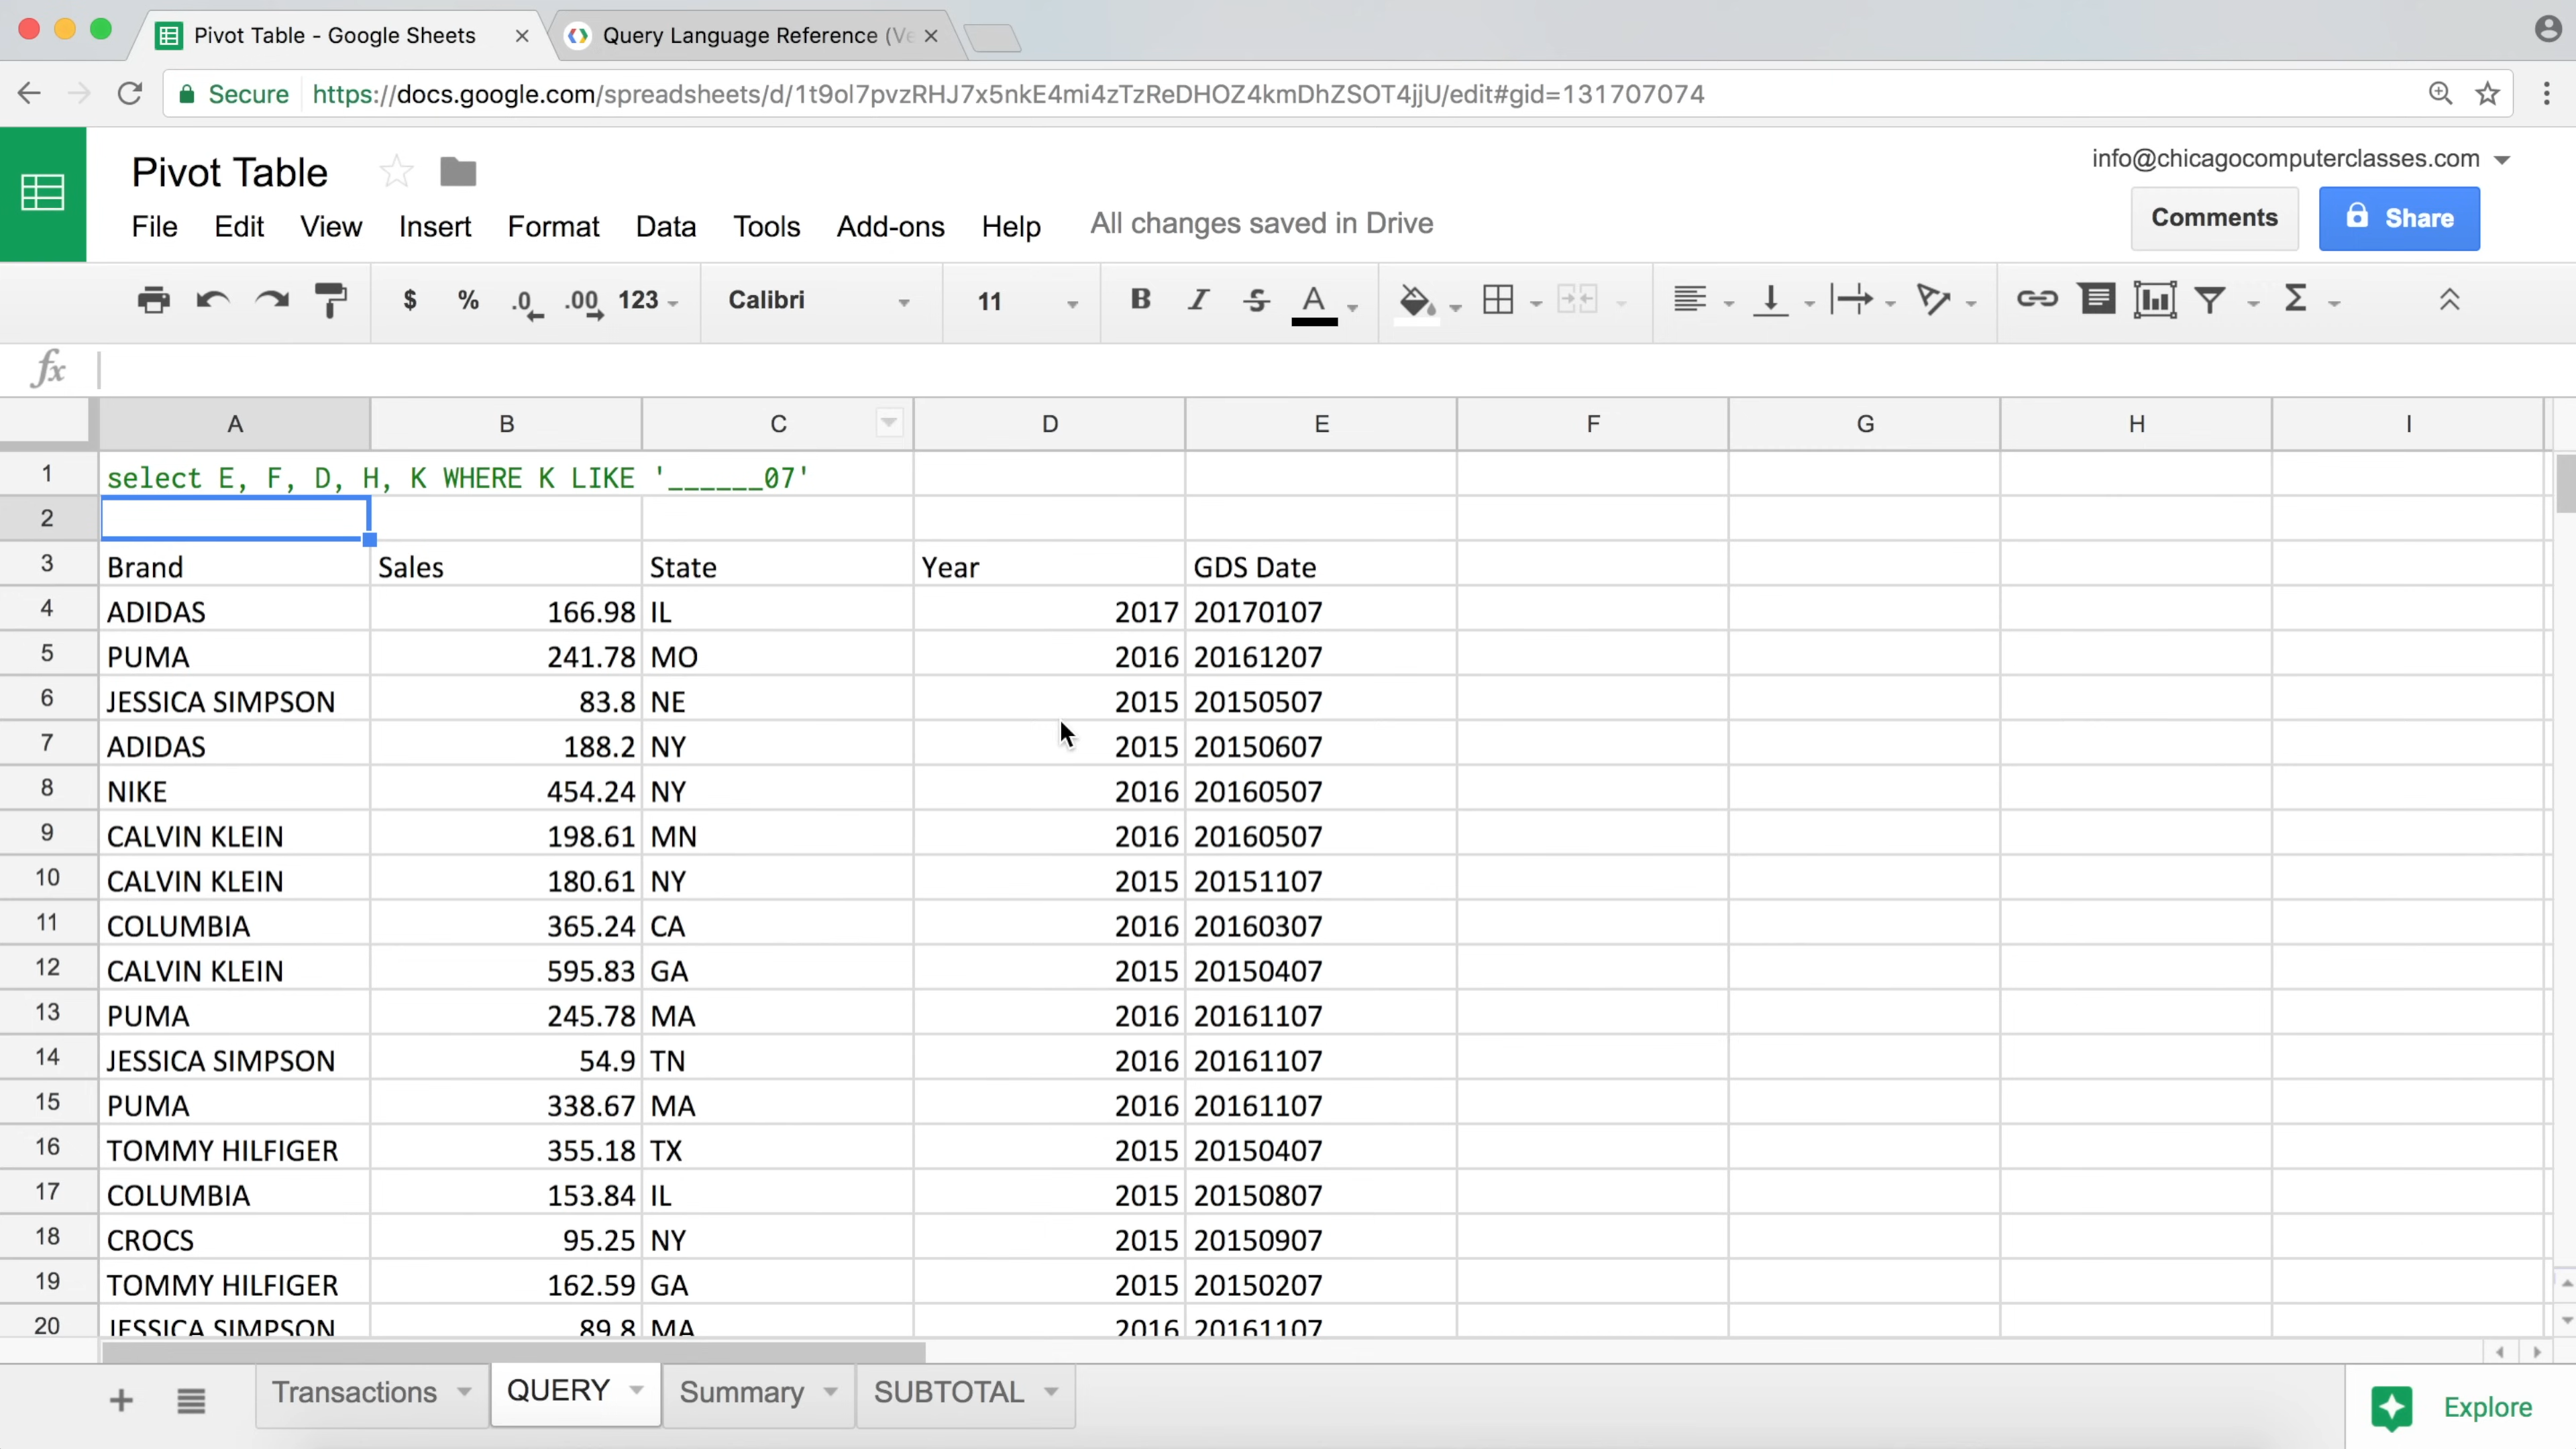 Pivot Table - Google Sheets
Query Language Reference (Ve
Secure https://docs.google.com/spreadsheets/d/1t9ol7pvzRHJ7x5nkE4mi4zTzReDHOZ4kmDhZSOT4jjU/edit#gid=131707074
Pivot Table
info@chicagocomputerclasses.com
File Edit View Insert Format Data Tools Add-ons Help All changes saved in Drive
Comments Share
$ % .0 .00 123 Calibri 11 B I S A Σ
fx
A B C D E F G H I
1 select E, F, D, H, K WHERE K LIKE '______07'
2
3 Brand Sales State Year GDS Date
4 ADIDAS 166.98 IL 2017 20170107
5 PUMA 241.78 MO 2016 20161207
6 JESSICA SIMPSON 83.8 NE 2015 20150507
7 ADIDAS 188.2 NY 2015 20150607
8 NIKE 454.24 NY 2016 20160507
9 CALVIN KLEIN 198.61 MN 2016 20160507
10 CALVIN KLEIN 180.61 NY 2015 20151107
11 COLUMBIA 365.24 CA 2016 20160307
12 CALVIN KLEIN 595.83 GA 2015 20150407
13 PUMA 245.78 MA 2016 20161107
14 JESSICA SIMPSON 54.9 TN 2016 20161107
15 PUMA 338.67 MA 2016 20161107
16 TOMMY HILFIGER 355.18 TX 2015 20150407
17 COLUMBIA 153.84 IL 2015 20150807
18 CROCS 95.25 NY 2015 20150907
19 TOMMY HILFIGER 162.59 GA 2015 20150207
20 JESSICA SIMPSON 89.8 MA 2016 20161107
Transactions QUERY Summary SUBTOTAL Explore